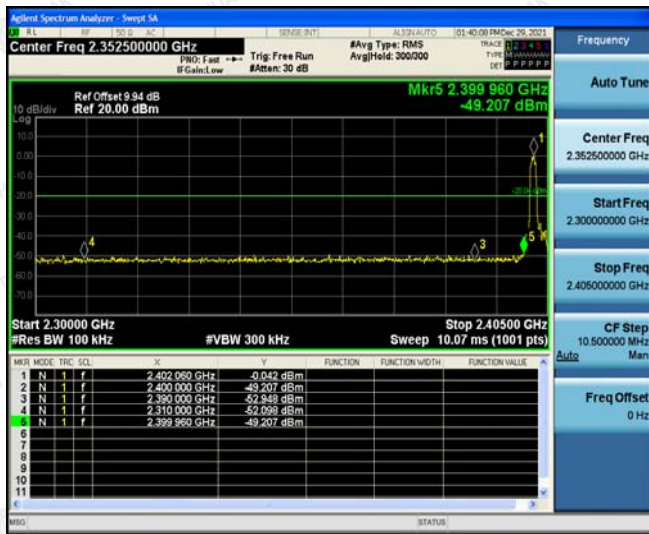 Agilent Spectrum Analyzer - Swept SA
RL RF 50 Ω AC SENSE:INT ALIGNAUTO 01:40:08 PM Dec 29, 2021
Center Freq 2.352500000 GHz
#Avg Type: RMS
TRACE 1 2 3 4 5
PNO: Fast
Trig: Free Run
Avg|Hold: 300/300
TYPE
IFGain:Low
#Atten: 30 dB
DET P P P P P P
Ref Offset 9.94 dB
Mkr5 2.399 960 GHz
10 dB/div
Ref 20.00 dBm
-49.207 dBm
Log
10.0
0.00
-10.0
-20.0
-30.0
-40.0
-50.0
-60.0
-70.0
1
4
3
5
Start 2.30000 GHz
Stop 2.40500 GHz
#Res BW 100 kHz
#VBW 300 kHz
Sweep 10.07 ms (1001 pts)
MKR MODE TRC SCL X Y FUNCTION FUNCTION WIDTH FUNCTION VALUE
1 N 1 f 2.402 060 GHz -0.042 dBm
2 N 1 f 2.400 000 GHz -49.207 dBm
3 N 1 f 2.390 000 GHz -52.948 dBm
4 N 1 f 2.310 000 GHz -52.098 dBm
5 N 1 f 2.399 960 GHz -49.207 dBm
6
7
8
9
10
11
MSG
STATUS
Frequency
Auto Tune
Center Freq
2.352500000 GHz
Start Freq
2.300000000 GHz
Stop Freq
2.405000000 GHz
CF Step
10.500000 MHz
Auto Man
Freq Offset
0 Hz